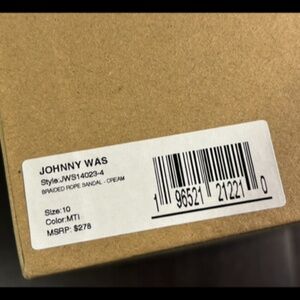 JOHNNY WAS
Style:JWS14023-4
BRAIDED ROPE SANDAL - CREAM
Size:10
Color:MTI
MSRP: $278
1 96521 21221 0